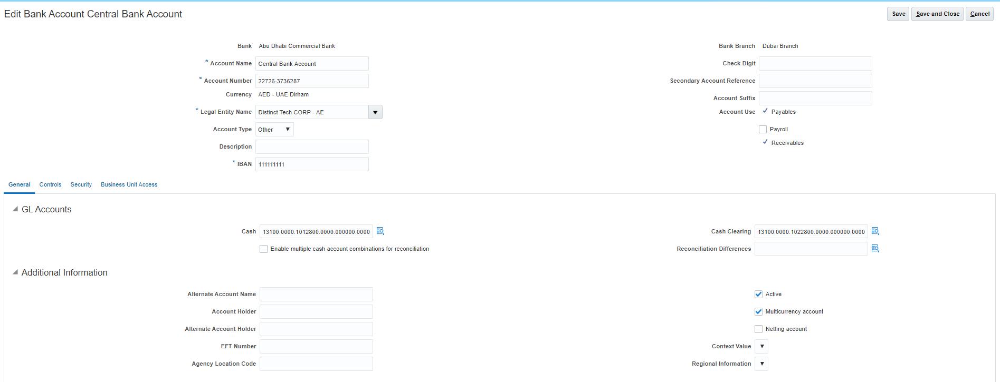 Edit Bank Account Central Bank Account
Save
Save and Close
Cancel
Bank Abu Dhabi Commercial Bank
* Account Name Central Bank Account
* Account Number 22726-3736287
Currency AED - UAE Dirham
* Legal Entity Name Distinct Tech CORP - AE
Account Type Other
Description
* IBAN 111111111
Bank Branch Dubai Branch
Check Digit
Secondary Account Reference
Account Suffix
Account Use Payables
Payroll
Receivables
General Controls Security Business Unit Access
GL Accounts
Cash 13100.0000.1012800.0000.000000.0000
Enable multiple cash account combinations for reconciliation
Cash Clearing 13100.0000.1022800.0000.000000.0000
Reconciliation Differences
Additional Information
Alternate Account Name
Account Holder
Alternate Account Holder
EFT Number
Agency Location Code
Active
Multicurrency account
Netting account
Context Value
Regional Information